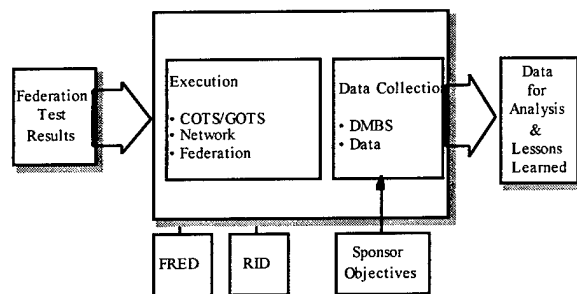 Federation
Test
Results
Execution
• COTS/GOTS
• Network
• Federation
Data Collection
• DMBS
• Data
Data
for
Analysis
&
Lessons
Learned
FRED
RID
Sponsor
Objectives